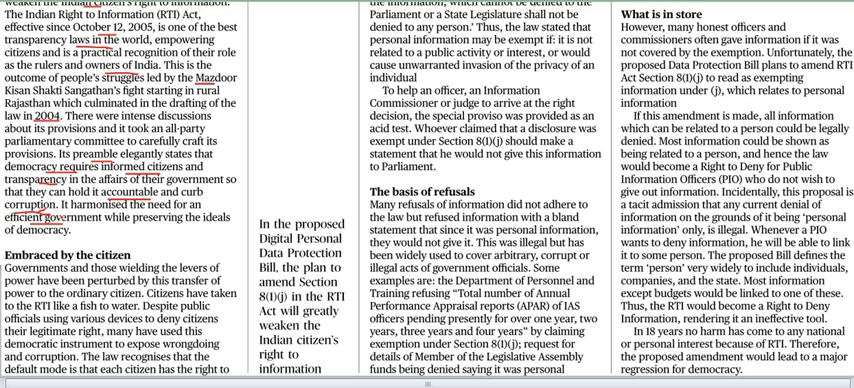 weaken the Indian citizen's right to information.
The Indian Right to Information (RTI) Act,
effective since October 12, 2005, is one of the best
transparency laws in the world, empowering
citizens and is a practical recognition of their role
as the rulers and owners of India. This is the
outcome of people's struggles led by the Mazdoor
Kisan Shakti Sangathan's fight starting in rural
Rajasthan which culminated in the drafting of the
law in 2004. There were intense discussions
about its provisions and it took an all-party
parliamentary committee to carefully craft its
provisions. Its preamble elegantly states that
democracy requires informed citizens and
transparency in the affairs of their government so
that they can hold it accountable and curb
corruption. It harmonised the need for an
efficient government while preserving the ideals
of democracy.
Embraced by the citizen
Governments and those wielding the levers of
power have been perturbed by this transfer of
power to the ordinary citizen. Citizens have taken
to the RTI like a fish to water. Despite public
officials using various devices to deny citizens
their legitimate right, many have used this
democratic instrument to expose wrongdoing
and corruption. The law recognises that the
default mode is that each citizen has the right to
In the proposed
Digital Personal
Data Protection
Bill, the plan to
amend Section
8(1)(j) in the RTI
Act will greatly
weaken the
Indian citizen's
right to
information
the information, which cannot be denied to the
Parliament or a State Legislature shall not be
denied to any person.' Thus, the law stated that
personal information may be exempt if: it is not
related to a public activity or interest, or would
cause unwarranted invasion of the privacy of an
individual
To help an officer, an Information
Commissioner or judge to arrive at the right
decision, the special proviso was provided as an
acid test. Whoever claimed that a disclosure was
exempt under Section 8(1)(j) should make a
statement that he would not give this information
to Parliament.
The basis of refusals
Many refusals of information did not adhere to
the law but refused information with a bland
statement that since it was personal information,
they would not give it. This was illegal but has
been widely used to cover arbitrary, corrupt or
illegal acts of government officials. Some
examples are: the Department of Personnel and
Training refusing "Total number of Annual
Performance Appraisal reports (APAR) of IAS
officers pending presently for over one year, two
years, three years and four years" by claiming
exemption under Section 8(1)(j); request for
details of Member of the Legislative Assembly
funds being denied saying it was personal
What is in store
However, many honest officers and
commissioners often gave information if it was
not covered by the exemption. Unfortunately, the
proposed Data Protection Bill plans to amend RTI
Act Section 8(1)(j) to read as exempting
information under (j), which relates to personal
information
If this amendment is made, all information
which can be related to a person could be legally
denied. Most information could be shown as
being related to a person, and hence the law
would become a Right to Deny for Public
Information Officers (PIO) who do not wish to
give out information. Incidentally, this proposal is
a tacit admission that any current denial of
information on the grounds of it being 'personal
information' only, is illegal. Whenever a PIO
wants to deny information, he will be able to link
it to some person. The proposed Bill defines the
term 'person' very widely to include individuals,
companies, and the state. Most information
except budgets would be linked to one of these.
Thus, the RTI would become a Right to Deny
Information, rendering it an ineffective tool.
In 18 years no harm has come to any national
or personal interest because of RTI. Therefore,
the proposed amendment would lead to a major
regression for democracy.